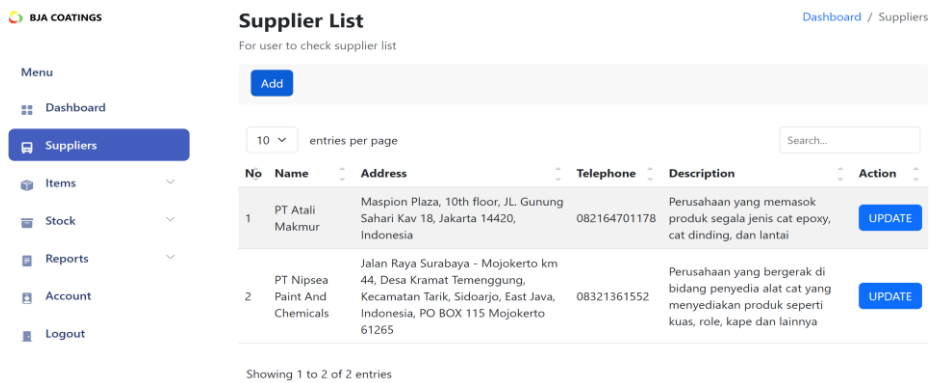 BJA COATINGS
Menu
Dashboard
Suppliers
Items
Stock
Reports
Account
Logout
Supplier List
Dashboard / Suppliers
For user to check supplier list
Add
10 entries per page
Search...
No Name Address Telephone Description Action
1
PT Atali
Makmur
Maspion Plaza, 10th floor, JL. Gunung
Sahari Kav 18, Jakarta 14420,
Indonesia
082164701178
Perusahaan yang memasok
produk segala jenis cat epoxy,
cat dinding, dan lantai
UPDATE
2
PT Nipsea
Paint And
Chemicals
Jalan Raya Surabaya - Mojokerto km
44, Desa Kramat Temenggung,
Kecamatan Tarik, Sidoarjo, East Java,
Indonesia, PO BOX 115 Mojokerto
61265
08321361552
Perusahaan yang bergerak di
bidang penyedia alat cat yang
menyediakan produk seperti
kuas, role, kape dan lainnya
UPDATE
Showing 1 to 2 of 2 entries